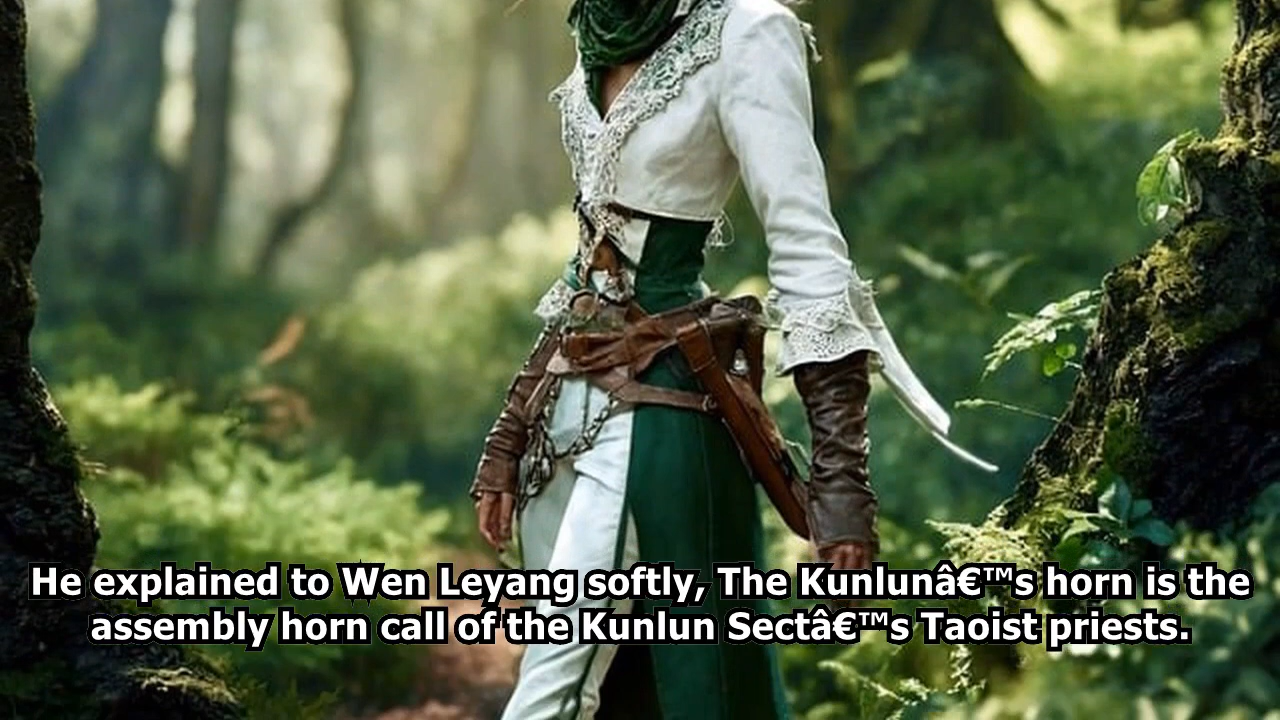 He explained to Wen Leyang softly, The Kunlunâ€™s horn is the
assembly horn call of the Kunlun Sectâ€™s Taoist priests.